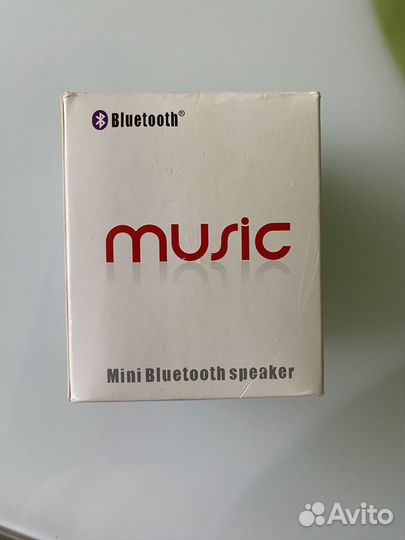 Bluetooth®
music
Mini Bluetooth speaker
Avito